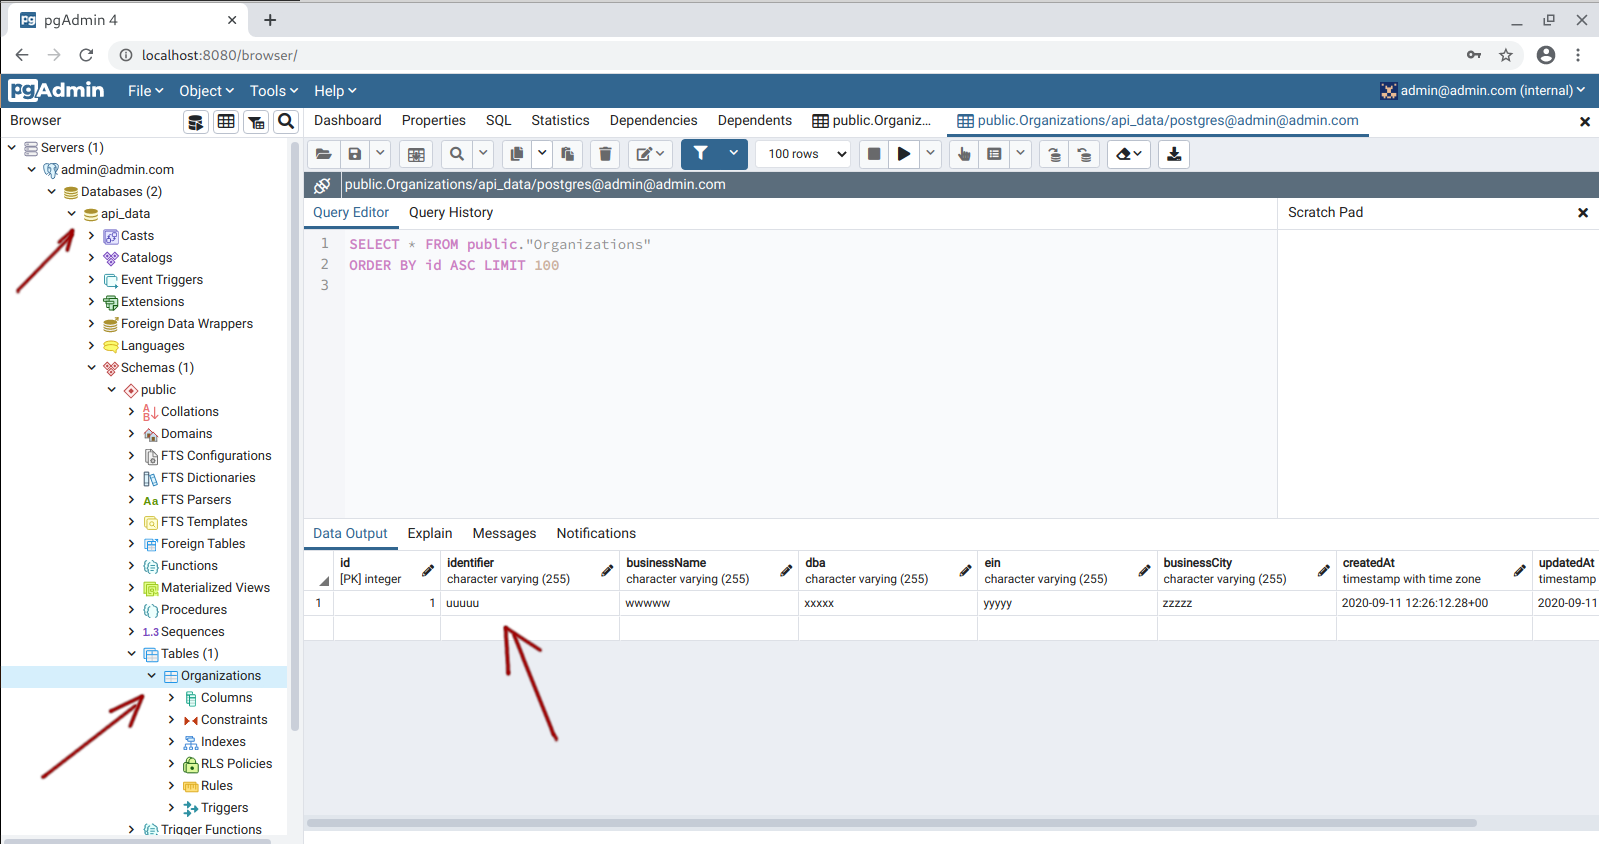 pgAdmin 4
localhost:8080/browser/
pgAdmin File Object Tools Help admin@admin.com (internal)
Browser
Dashboard Properties SQL Statistics Dependencies Dependents public.Organiz... public.Organizations/api_data/postgres@admin@admin.com
100 rows
public.Organizations/api_data/postgres@admin@admin.com
Servers (1)
admin@admin.com
Databases (2)
api_data
Casts
Catalogs
Event Triggers
Extensions
Foreign Data Wrappers
Languages
Schemas (1)
public
Collations
Domains
FTS Configurations
FTS Dictionaries
Aa FTS Parsers
FTS Templates
Foreign Tables
Functions
Materialized Views
Procedures
1..3 Sequences
Tables (1)
Organizations
Columns
Constraints
Indexes
RLS Policies
Rules
Triggers
Trigger Functions
Query Editor Query History
Scratch Pad
1 SELECT * FROM public."Organizations"
2 ORDER BY id ASC LIMIT 100
3
Data Output Explain Messages Notifications
id identifier businessName dba ein businessCity createdAt updatedAt
[PK] integer character varying (255) character varying (255) character varying (255) character varying (255) character varying (255) timestamp with time zone timestamp
1 1 uuuuu wwwww xxxxx yyyyy zzzzz 2020-09-11 12:26:12.28+00 2020-09-11